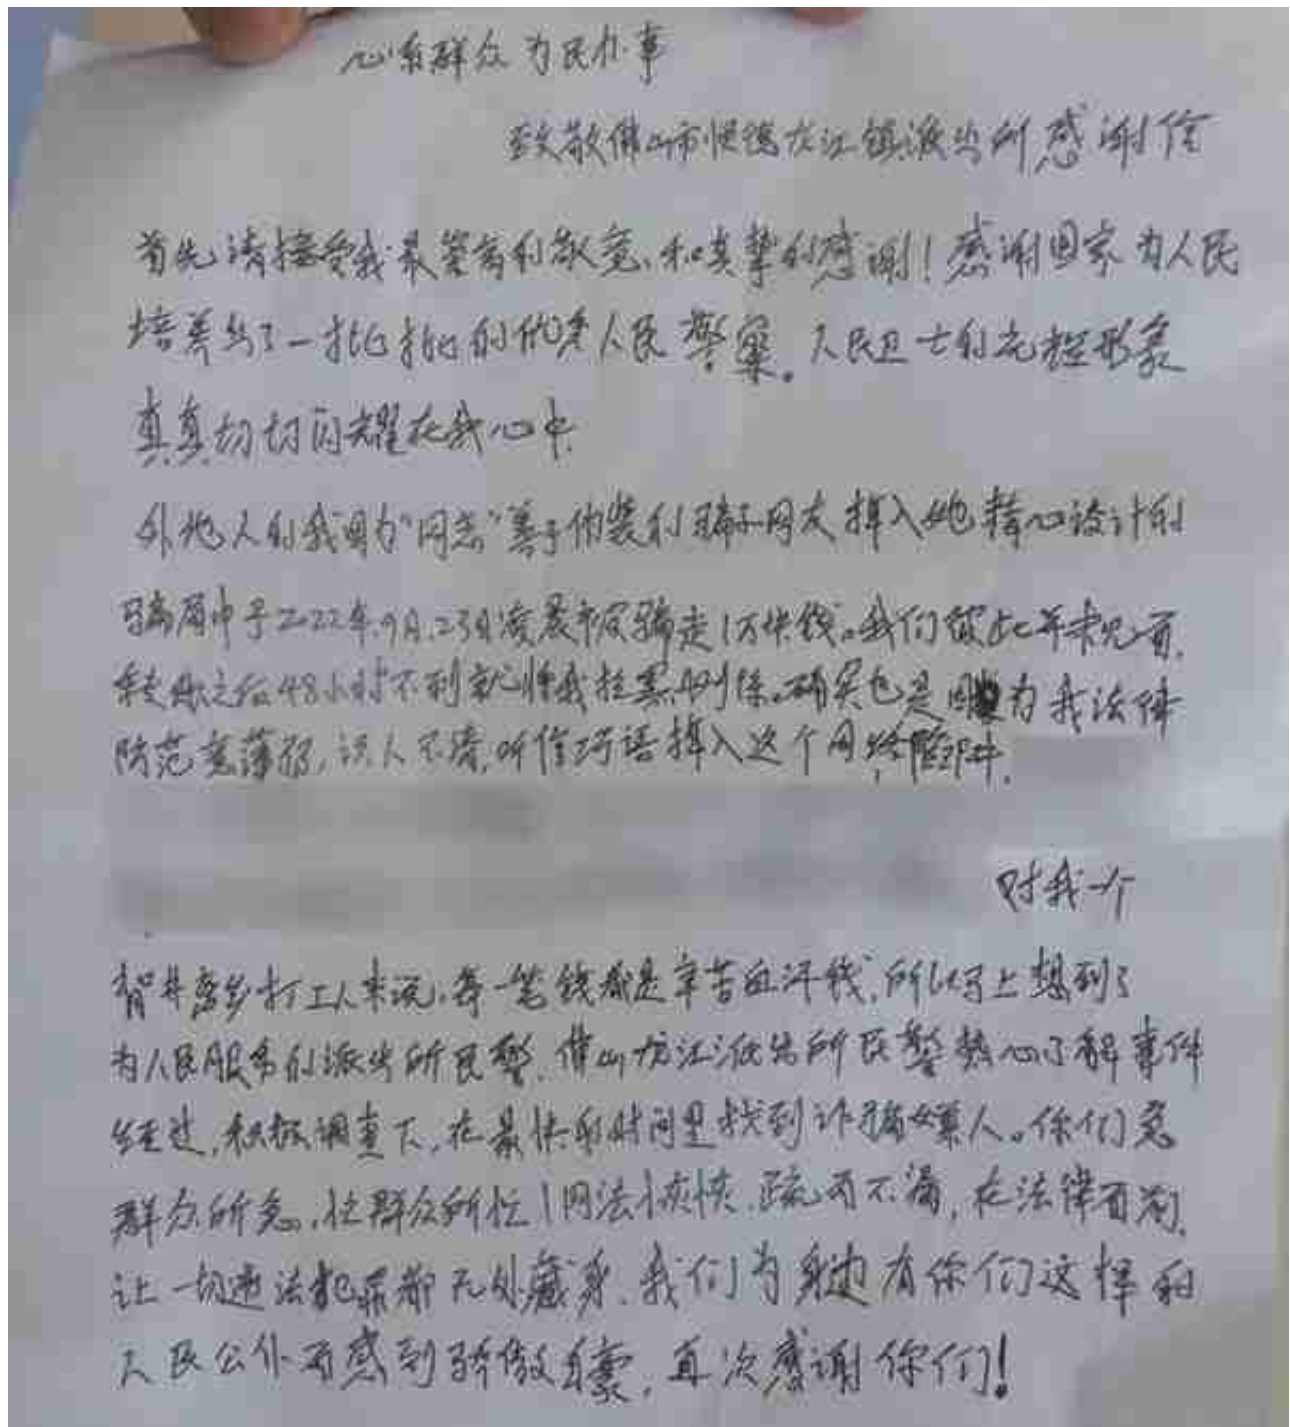 心系群众为民办事
致敬佛山市顺德龙江镇派出所感谢信
首先请接受我最崇高的敬意、和真挚的感谢！感谢国家为人民
培养出了一批批的优秀人民警察。人民卫士的光辉形象
真真切切闪耀在我心中.
外地人的我因为“网恋”善于伪装的骗子网友掉入她精心设计的
骗局中于2022年.9月.23日凌晨被骗走1万块钱。我们彼此并未见面.
转账之后48小时不到就将我拉黑删除。确实也是因为我法律
防范意薄弱,识人不清,听信巧语掉入这个网络陷阱.
对我一个
背井离乡打工人来说,每一笔钱都是辛苦血汗钱,所以马上想到了
为人民服务的派出所民警.佛山龙江派出所民警热心了解事件
经过,积极调查下,在最快的时间里找到诈骗嫌人。你们急
群众所急.忙群众所忙!网法恢恢.疏而不漏,在法律面前.
让一切违法犯罪都无处藏身.我们为身边有你们这样的
人民公仆而感到骄傲自豪,再次感谢你们!